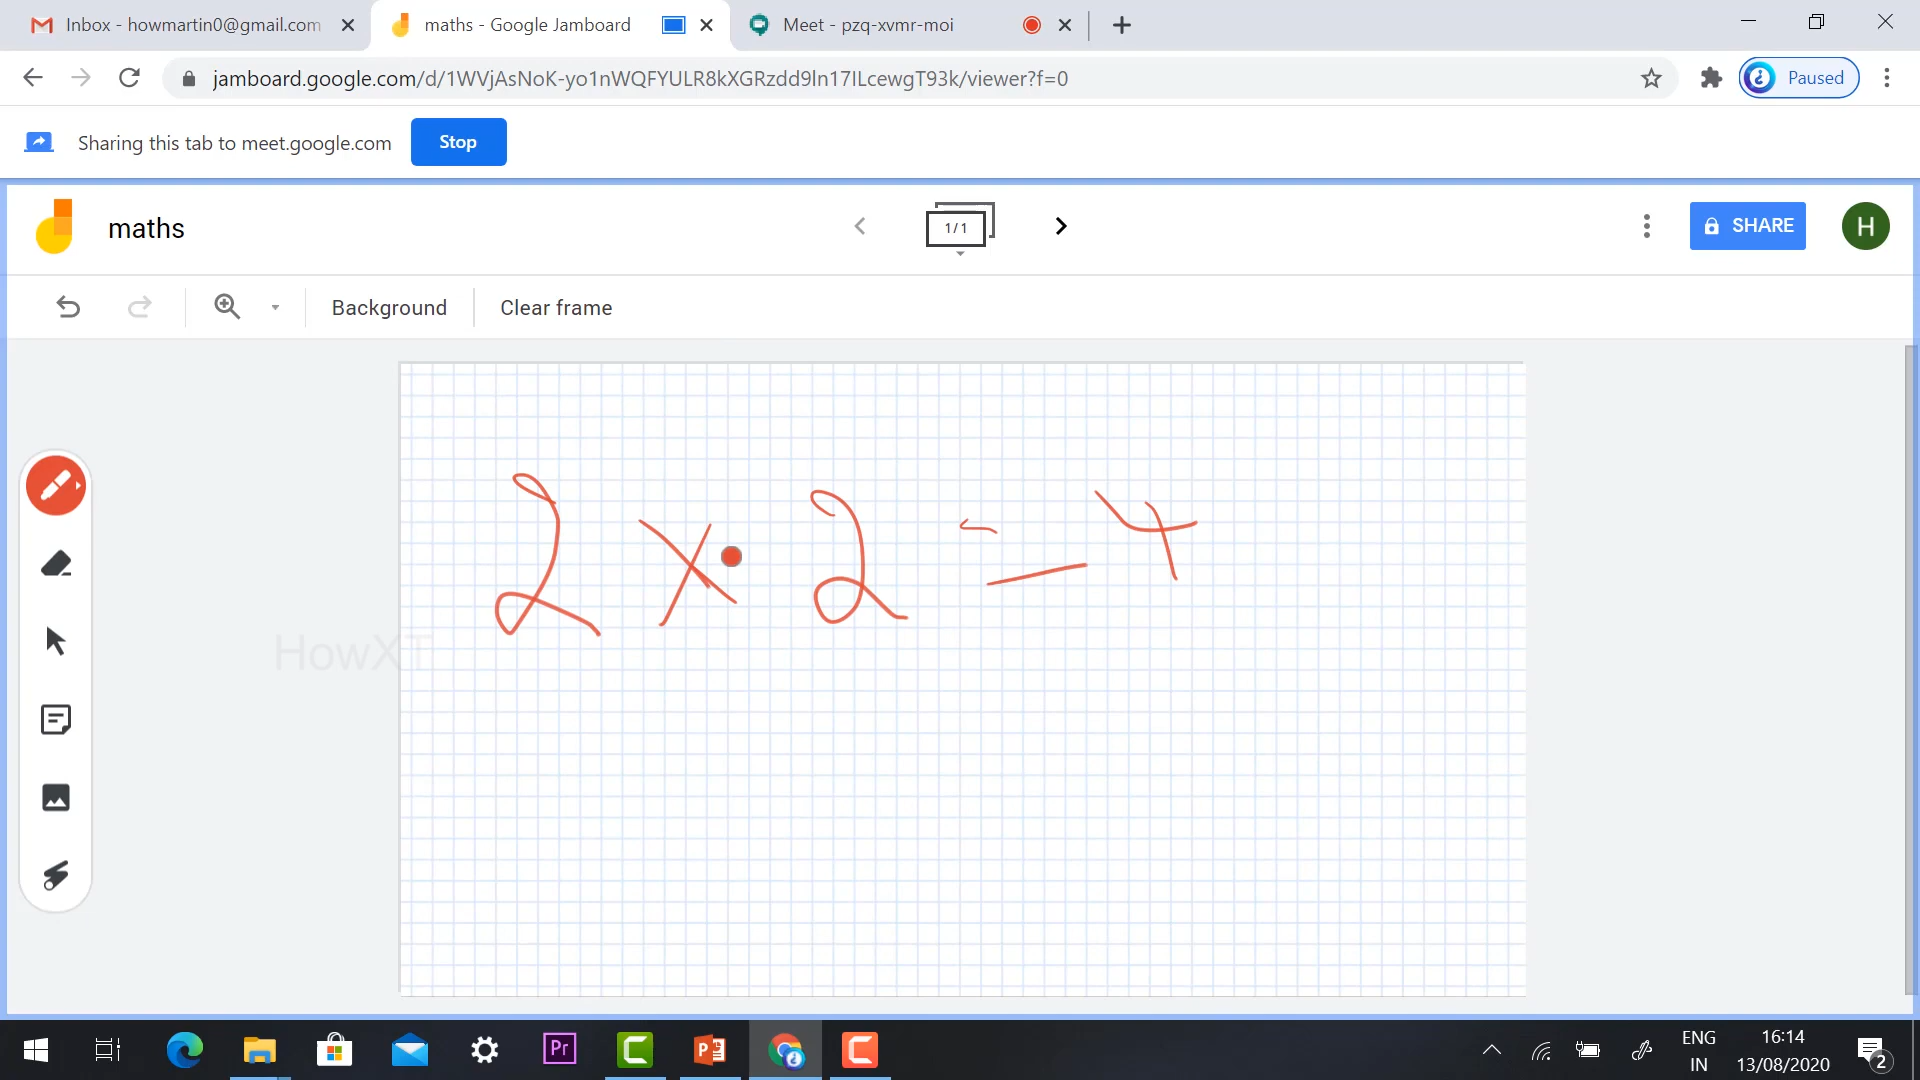 Inbox - howmartin0@gmail.com
maths - Google Jamboard
Meet - pzq-xvmr-moi
jamboard.google.com/d/1WVjAsNoK-yo1nWQFYULR8kXGRzdd9ln17ILcewgT93k/viewer?f=0
Paused
Sharing this tab to meet.google.com
Stop
maths
1/1
SHARE
H
Background
Clear frame
2 x 2 = 4
HowXT
Pr
ENG
IN
16:14
13/08/2020
2